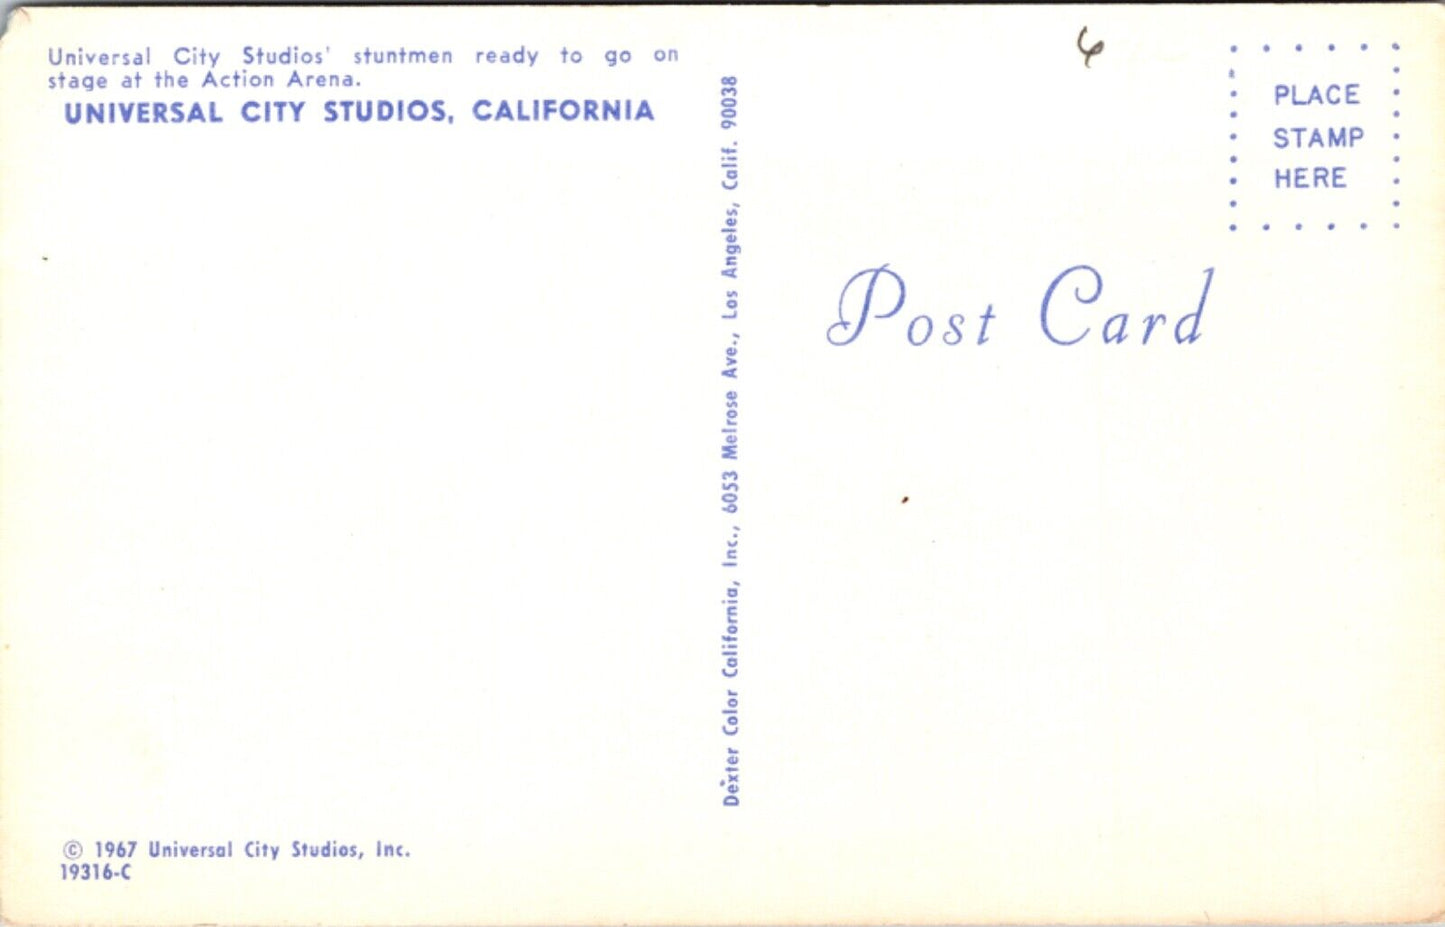 Universal City Studios' stuntmen ready to go on
stage at the Action Arena.
UNIVERSAL CITY STUDIOS, CALIFORNIA
© 1967 Universal City Studios, Inc.
19316-C
Dexter Color California, Inc., 6053 Melrose Ave., Los Angeles, Calif. 90038
6
PLACE
STAMP
HERE
Post Card